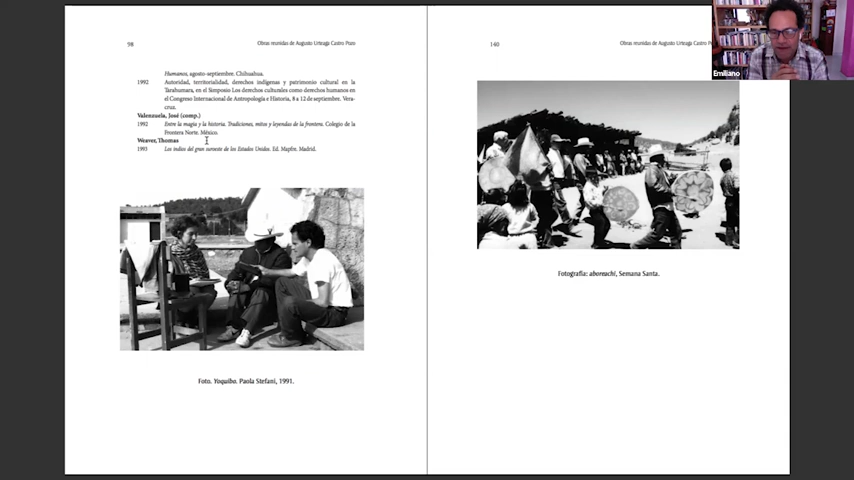 98
Obras reunidas de Augusto Urteaga Castro Pozo
Humanos, agosto-septiembre. Chihuahua.
1992 Autoridad, territorialidad, derechos indígenas y patrimonio cultural en la
Tarahumara, en el Simposio Los derechos culturales como derechos humanos en
el Congreso Internacional de Antropología e Historia, 8 a 12 de septiembre. Vera-
cruz.
Valenzuela, José (comp.)
1992 Entre la magia y la historia. Tradiciones, mitos y leyendas de la frontera. Colegio de la
Frontera Norte. México.
Weaver, Thomas
1993 Los indios del gran suroeste de los Estados Unidos. Ed. Mapfre. Madrid.
Foto. Yoquibo. Paola Stefani, 1991.
140
Obras reunidas de Augusto Urteaga Castro
Fotografía: aboreachi, Semana Santa.
Emiliano